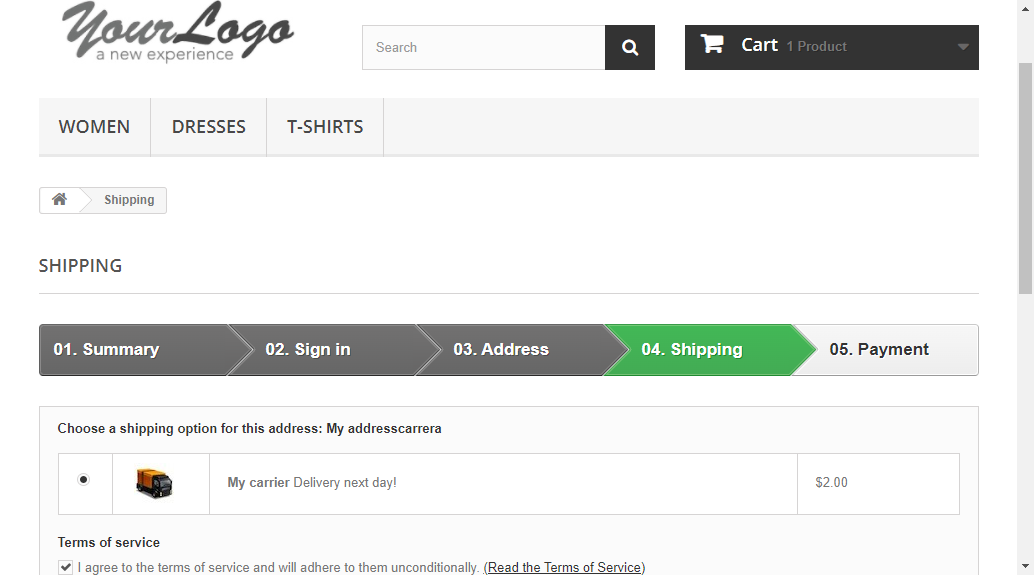 YourLogo
a new experience
Search
Cart 1 Product
WOMEN DRESSES T-SHIRTS
Shipping
SHIPPING
01. Summary 02. Sign in 03. Address 04. Shipping 05. Payment
Choose a shipping option for this address: My addresscarrera
My carrier Delivery next day! $2.00
Terms of service
I agree to the terms of service and will adhere to them unconditionally. (Read the Terms of Service)